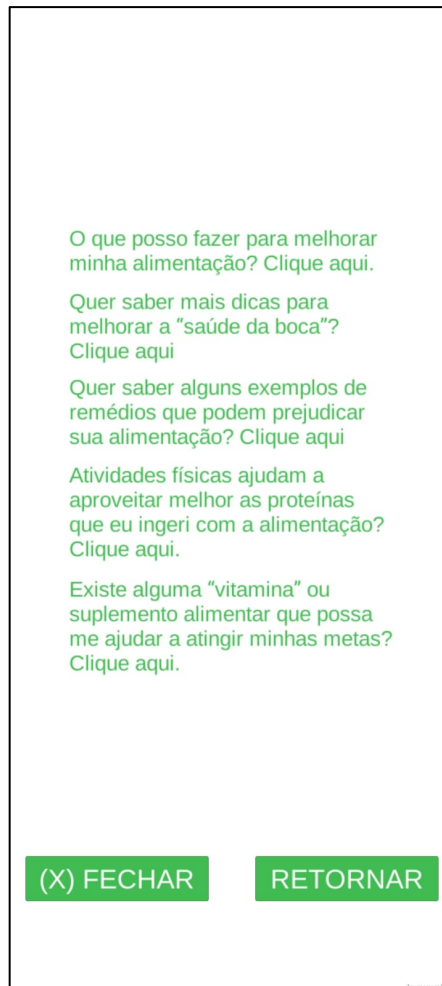 O que posso fazer para melhorar
minha alimentação? Clique aqui.
Quer saber mais dicas para
melhorar a "saúde da boca"?
Clique aqui
Quer saber alguns exemplos de
remédios que podem prejudicar
sua alimentação? Clique aqui
Atividades físicas ajudam a
aproveitar melhor as proteínas
que eu ingeri com a alimentação?
Clique aqui.
Existe alguma "vitamina" ou
suplemento alimentar que possa
me ajudar a atingir minhas metas?
Clique aqui.
(X) FECHAR
RETORNAR